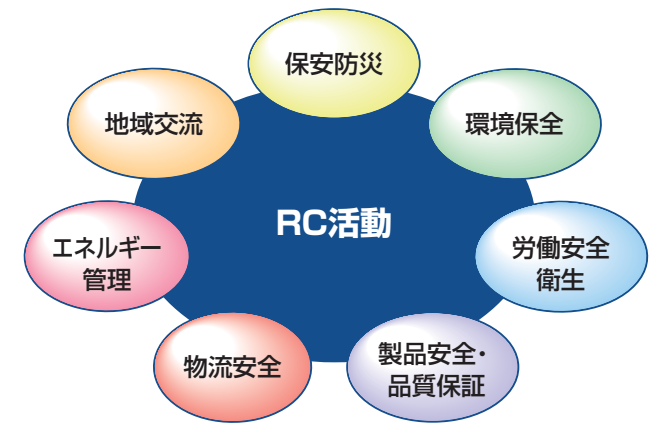 保安防災
地域交流
環境保全
RC活動
エネルギー
管理
労働安全
衛生
物流安全
製品安全・
品質保証